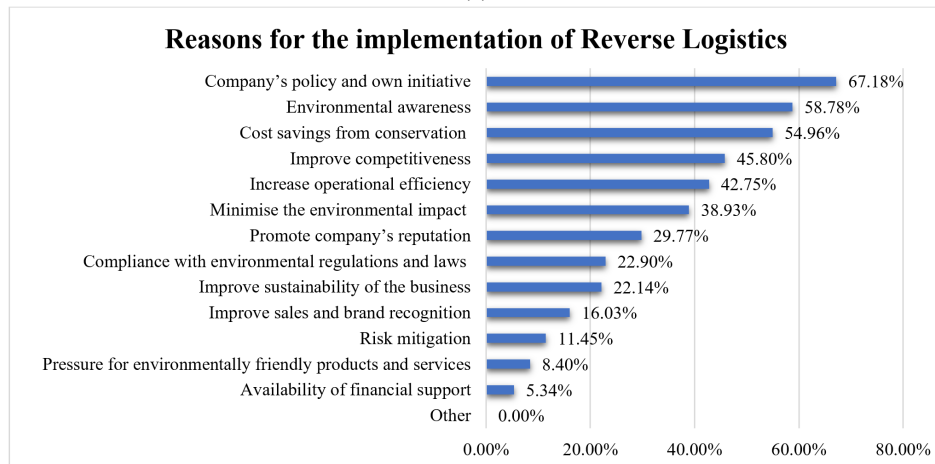 Reasons for the implementation of Reverse Logistics
Company’s policy and own initiative 67.18%
Environmental awareness 58.78%
Cost savings from conservation 54.96%
Improve competitiveness 45.80%
Increase operational efficiency 42.75%
Minimise the environmental impact 38.93%
Promote company’s reputation 29.77%
Compliance with environmental regulations and laws 22.90%
Improve sustainability of the business 22.14%
Improve sales and brand recognition 16.03%
Risk mitigation 11.45%
Pressure for environmentally friendly products and services 8.40%
Availability of financial support 5.34%
Other 0.00%
0.00% 20.00% 40.00% 60.00% 80.00%